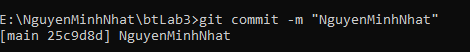 E:\NguyenMinhNhat\btLab3>git commit -m "NguyenMinhNhat"
[main 25c9d8d] NguyenMinhNhat